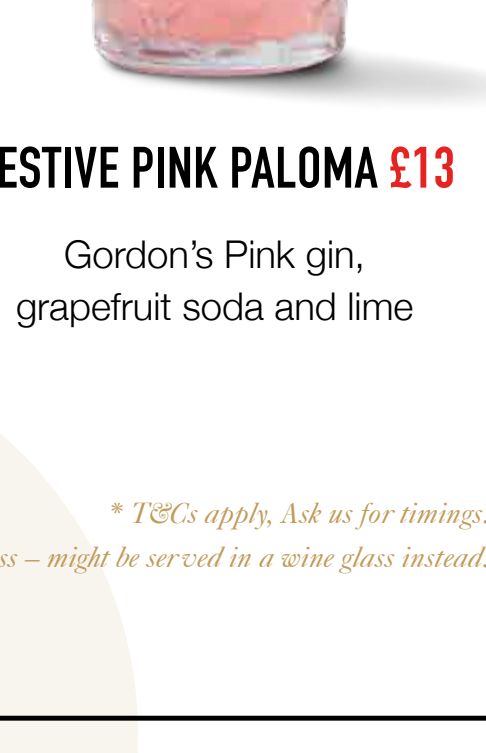 ESTIVE PINK PALOMA £13
Gordon's Pink gin,
grapefruit soda and lime
* T&Cs apply, Ask us for timings.
ss – might be served in a wine glass instead.